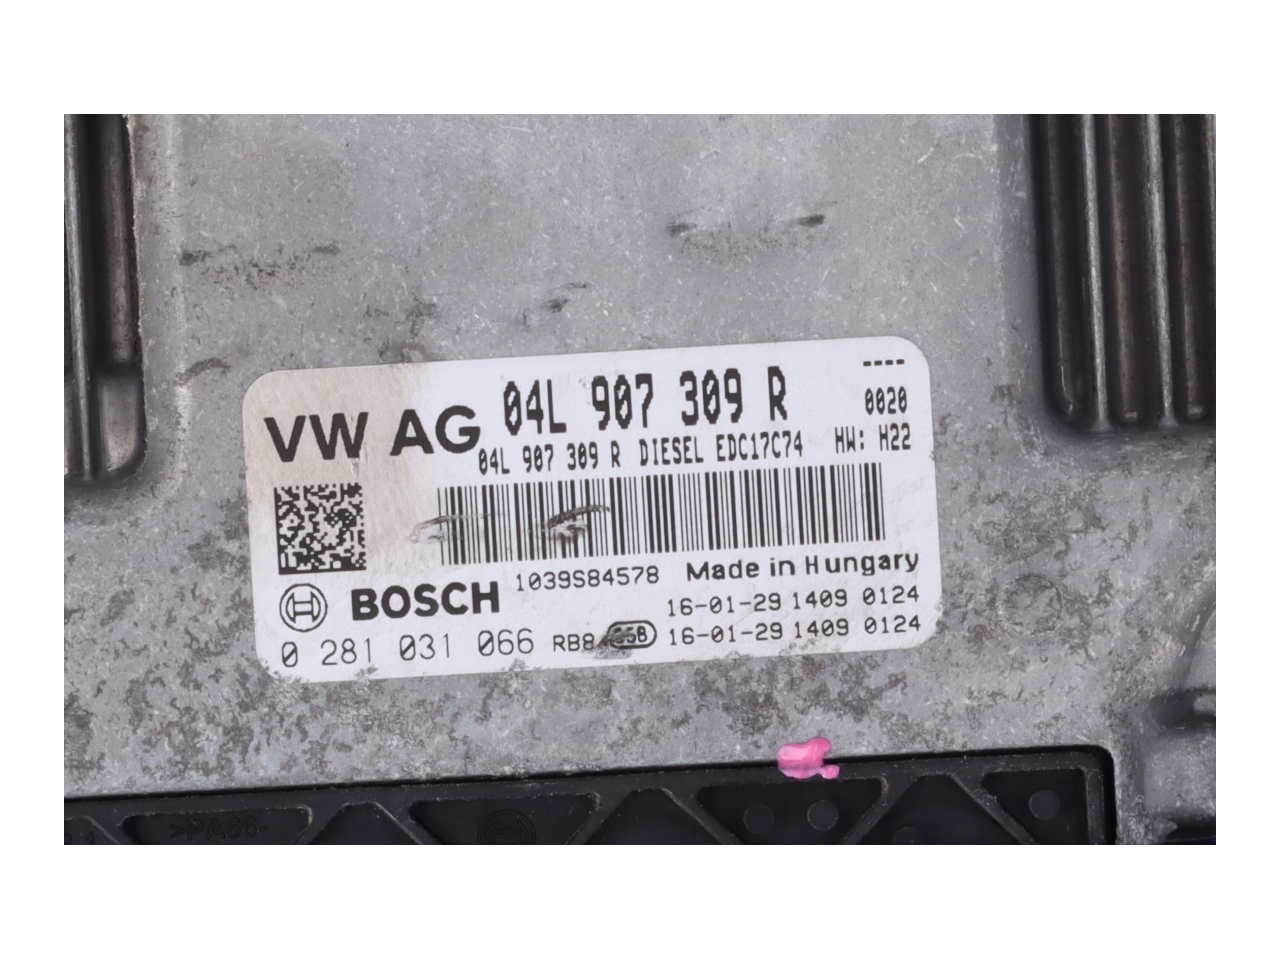 ----
VW AG 04L 907 309 R 0020
04L 907 309 R DIESEL EDC17C74 HW: H22
1039S84578 Made in Hungary
BOSCH 16-01-29 1409 0124
0 281 031 066 16-01-29 1409 0124
>PA66-